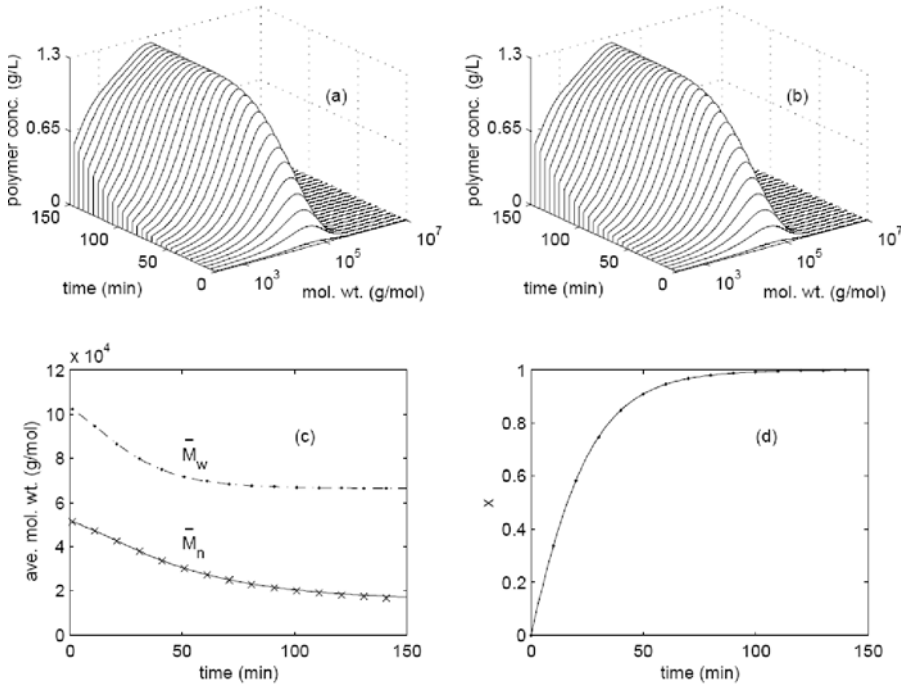 polymer conc. (g/L)
1.3
0.65
0
150
100
50
0
time (min)
10^3
10^5
10^7
mol. wt. (g/mol)
(a)
polymer conc. (g/L)
1.3
0.65
0
150
100
50
0
time (min)
10^3
10^5
10^7
mol. wt. (g/mol)
(b)
x 10^4
12
10
8
6
4
2
0
ave. mol. wt. (g/mol)
M̅_w
M̅_n
(c)
0 50 100 150
time (min)
1
0.8
0.6
0.4
0.2
0
X
(d)
0 50 100 150
time (min)